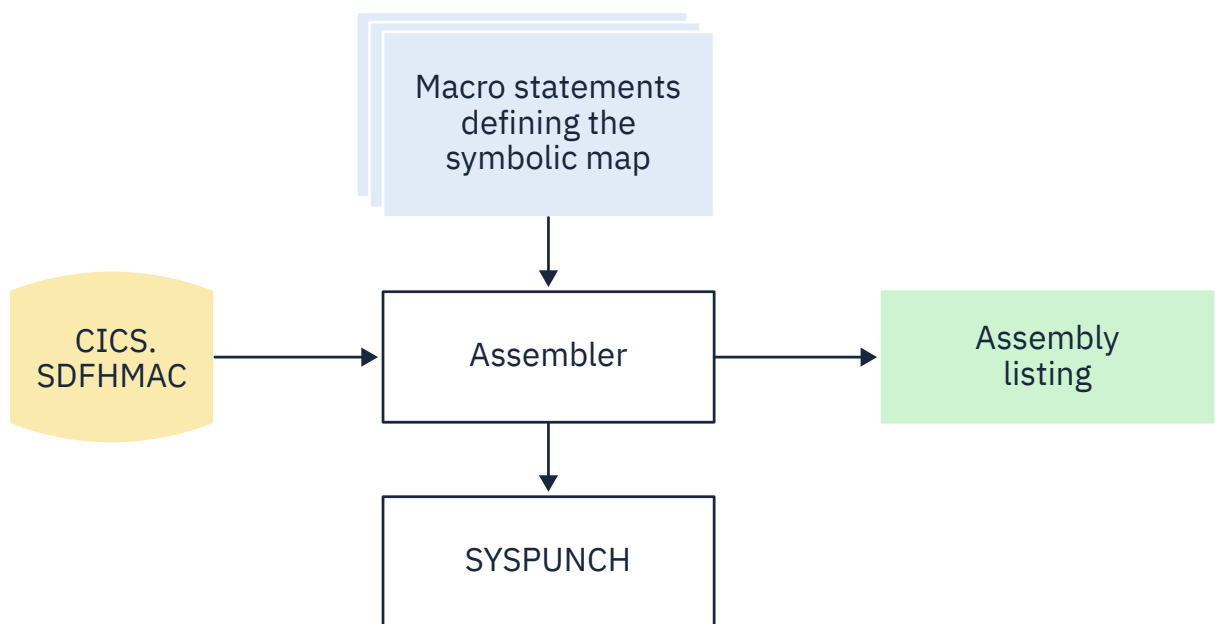 Macro statements
defining the
symbolic map
CICS.
SDFHMAC
Assembler
Assembly
listing
SYSPUNCH